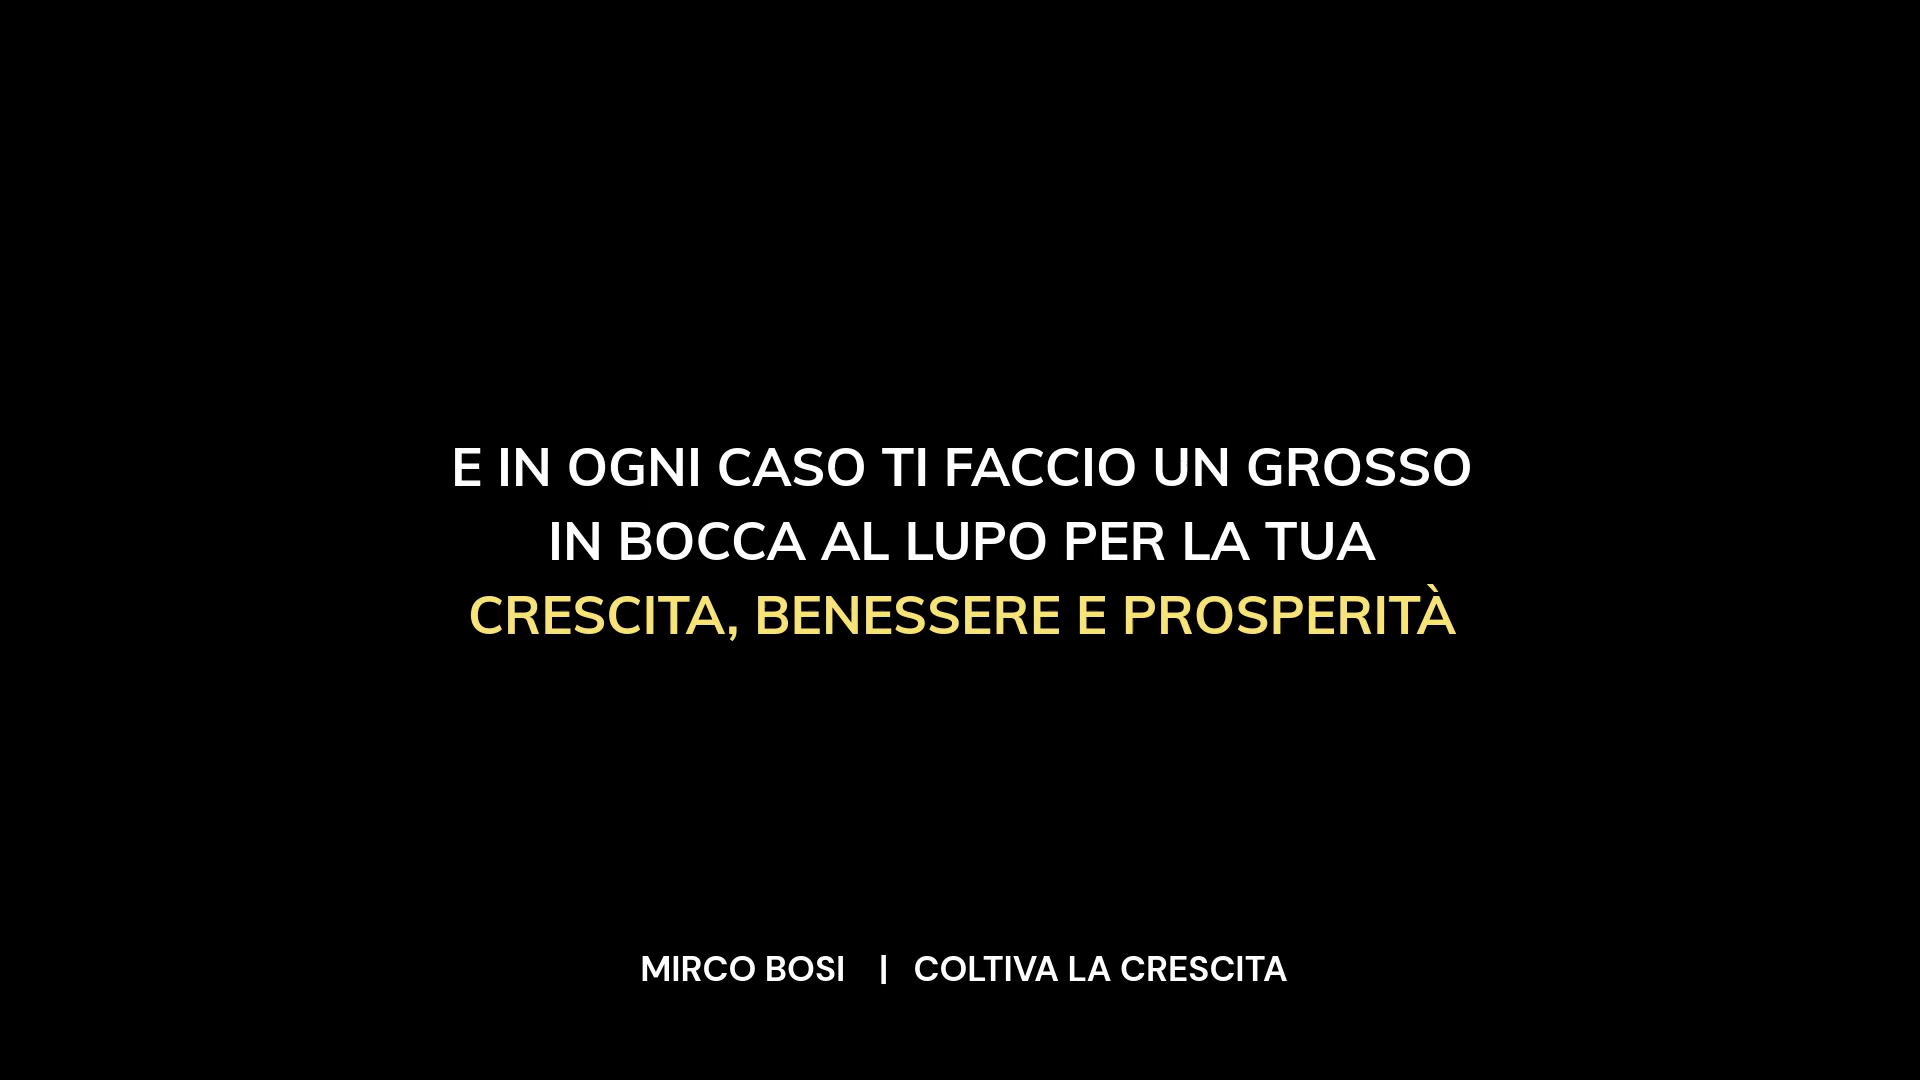 E IN OGNI CASO TI FACCIO UN GROSSO
IN BOCCA AL LUPO PER LA TUA
CRESCITA, BENESSERE E PROSPERITÀ
MIRCO BOSI | COLTIVA LA CRESCITA